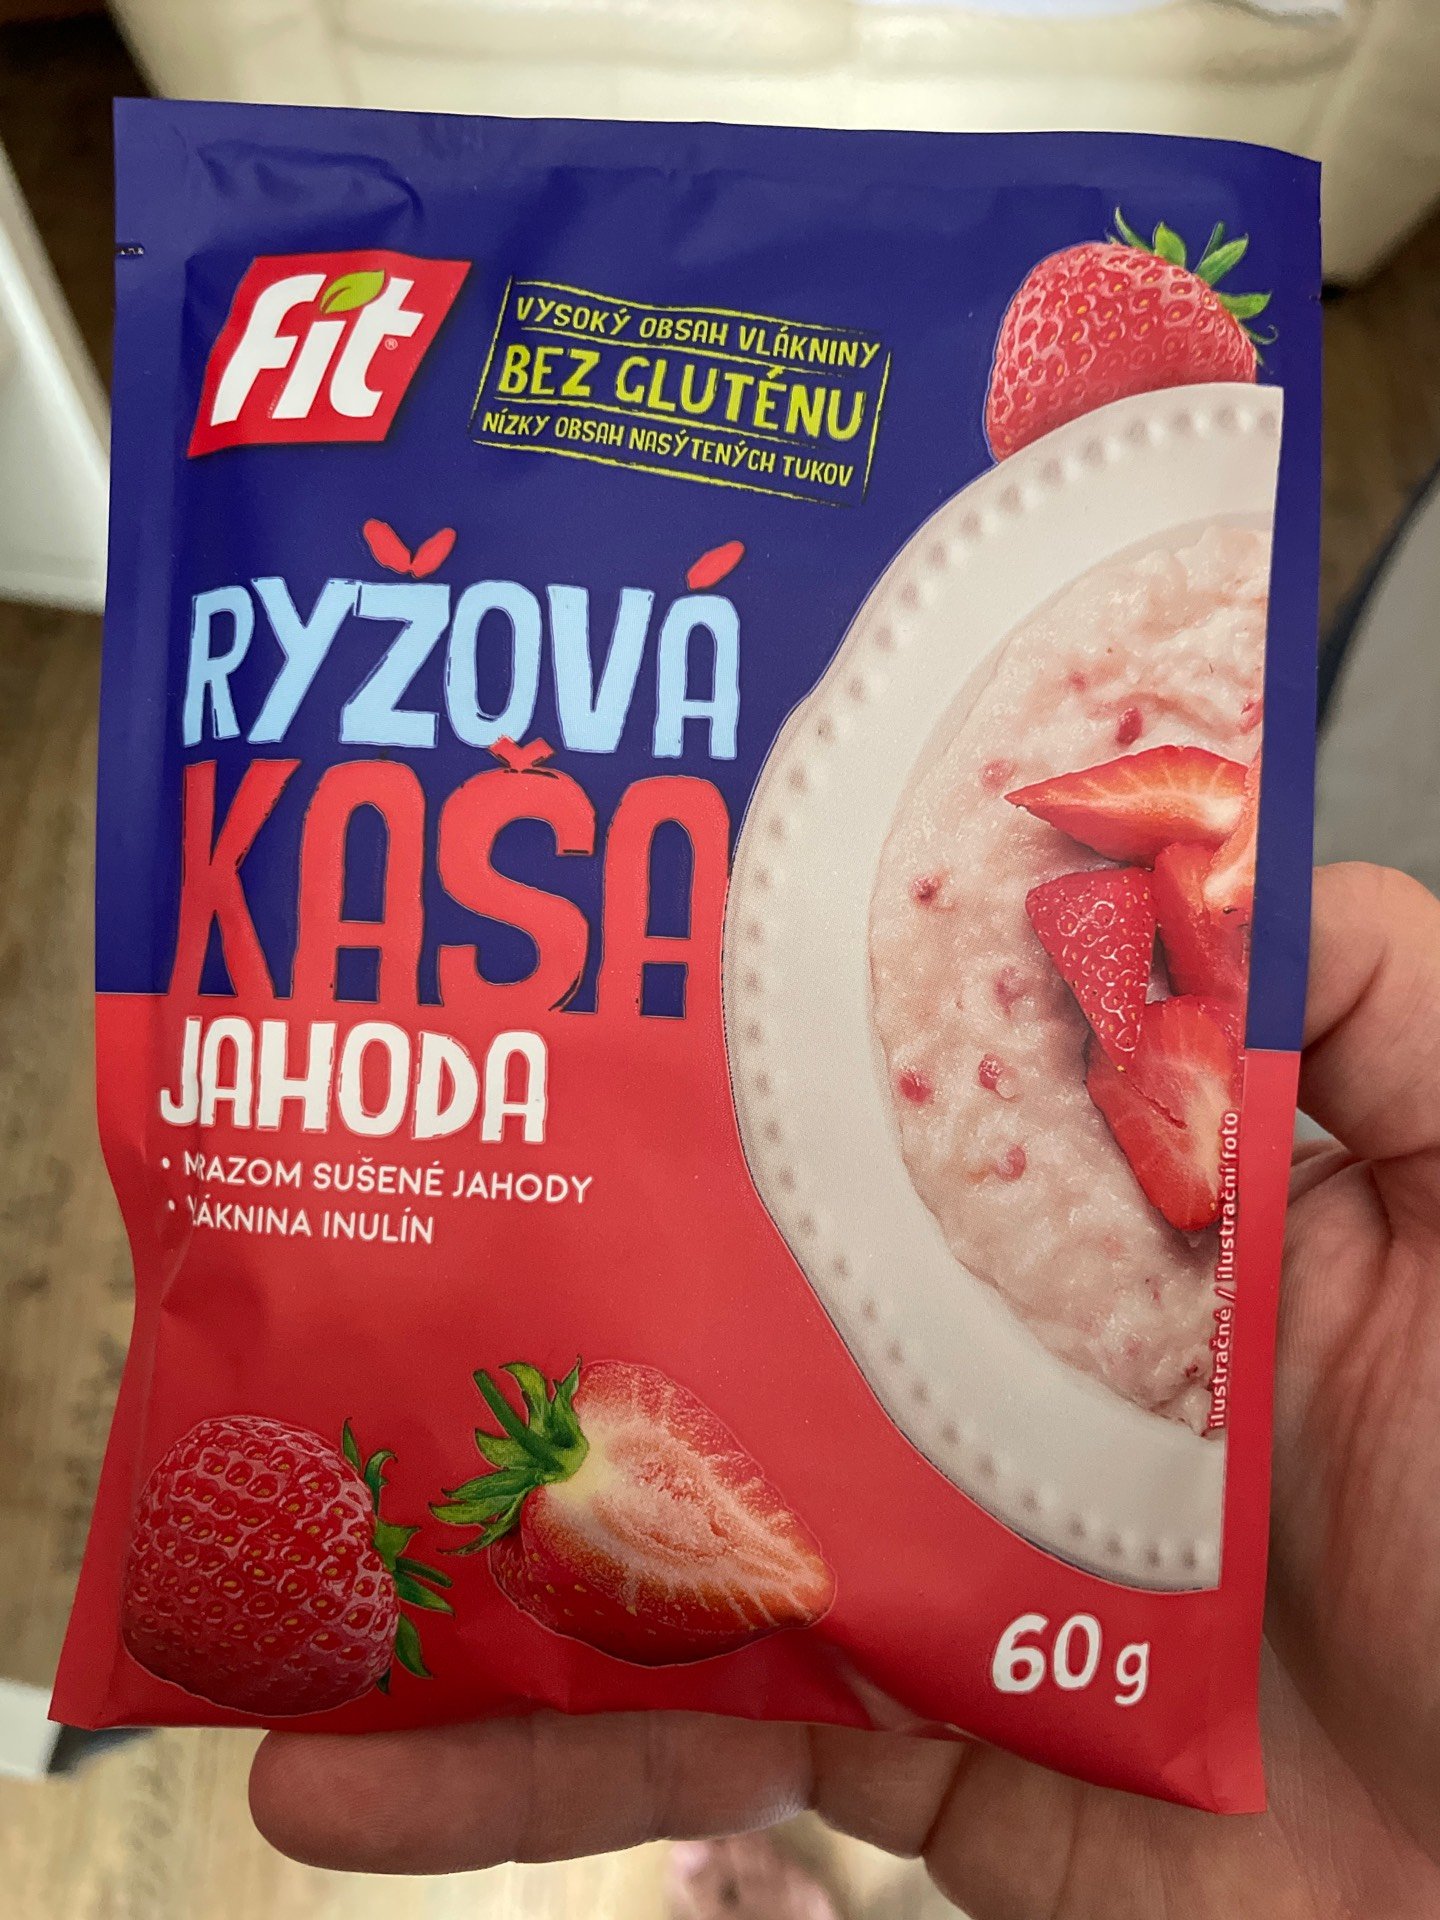 fit®
VYSOKÝ OBSAH VLÁKNINY
BEZ GLUTÉNU
NÍZKY OBSAH NASÝTENÝCH TUKOV
RYŽOVÁ
KAŠA
JAHODA
• MRAZOM SUŠENÉ JAHODY
• VLÁKNINA INULÍN
ilustračné / ilustrační foto
60 g